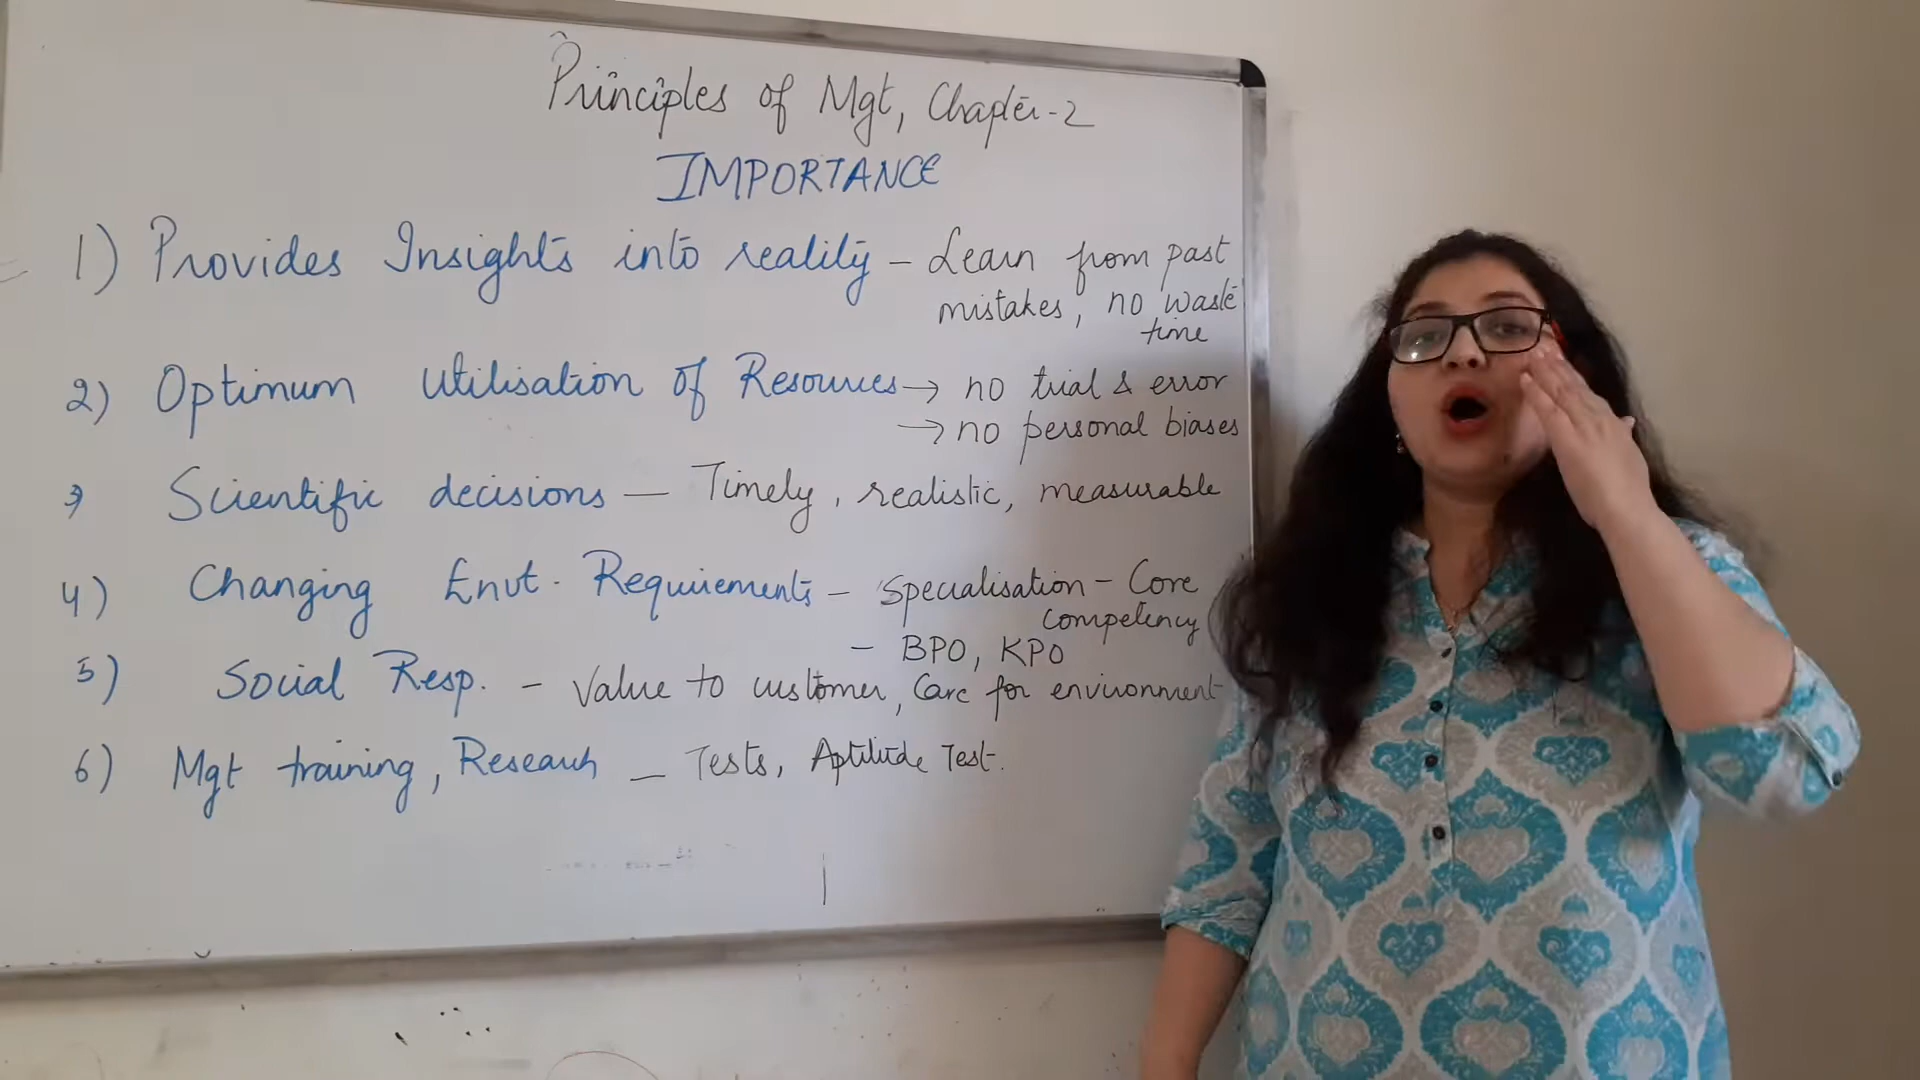 Principles of Mgt, Chapter-2
IMPORTANCE
1) Provides Insights into reality - Learn from past
mistakes, no waste
time
2) Optimum Utilisation of Resources → no trial & error
→ no personal biases
3 Scientific decisions — Timely, realistic, measurable
4) Changing Envt. Requirements - Specialisation - Core
competency
- BPO, KPO
5) Social Resp. - Value to customer, Care for environment
6) Mgt training, Research - Tests, Aptitude Test.